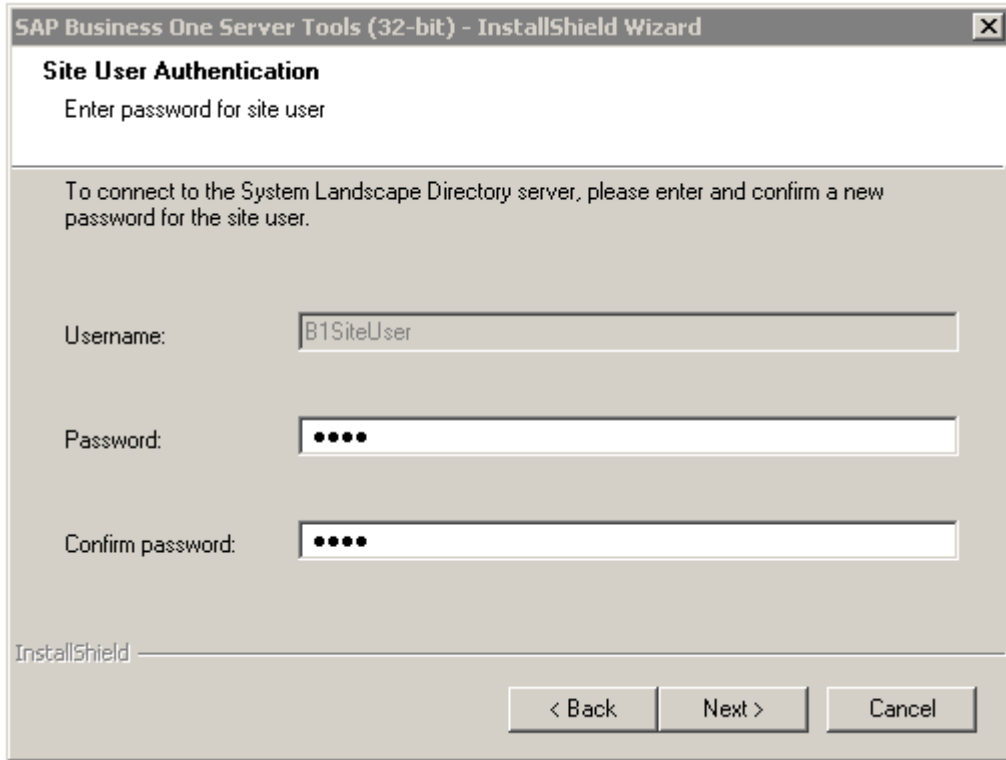 SAP Business One Server Tools (32-bit) - InstallShield Wizard
Site User Authentication
Enter password for site user
To connect to the System Landscape Directory server, please enter and confirm a new
password for the site user.
Username:
B1SiteUser
Password:
••••
Confirm password:
••••
InstallShield
< Back
Next >
Cancel